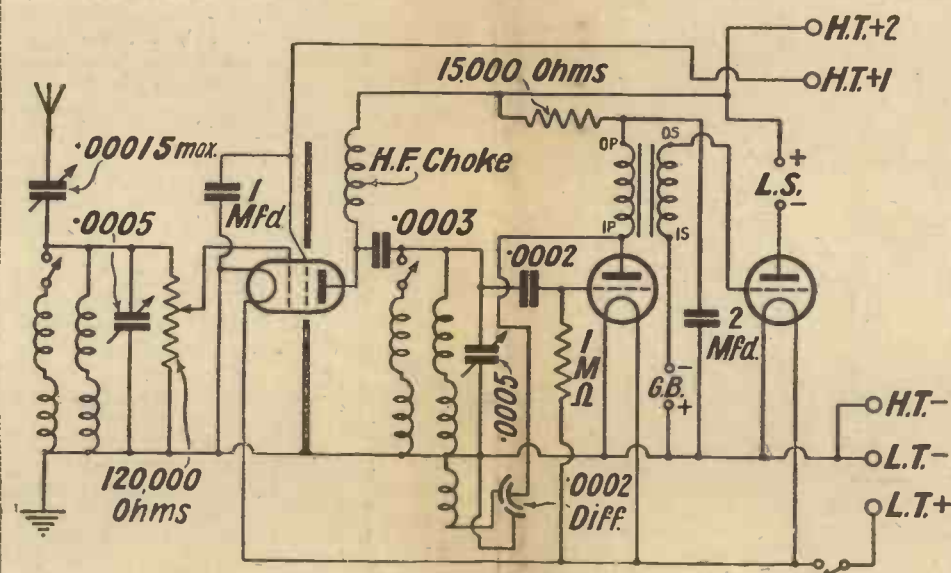 H.T.+2
15,000 Ohms
H.T.+1
.00015 max.
H.F. Choke
OP
OS
+
L.S.
-
1
Mfd.
.0005
.0003
IP
IS
.0002
1
M
Ω
2
Mfd.
-
G.B.
+
.0005
H.T.-
L.T.-
120,000
Ohms
.0002
Diff.
L.T.+